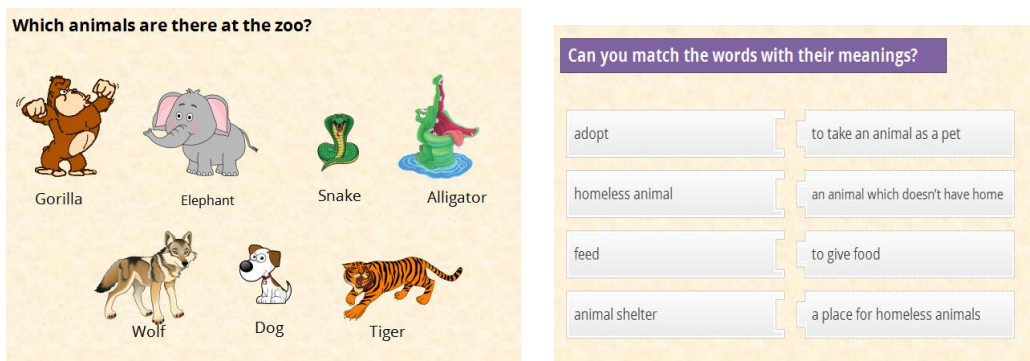 Which animals are there at the zoo?
Gorilla
Elephant
Snake
Alligator
Wolf
Dog
Tiger
Can you match the words with their meanings?
adopt
to take an animal as a pet
homeless animal
an animal which doesn't have home
feed
to give food
animal shelter
a place for homeless animals